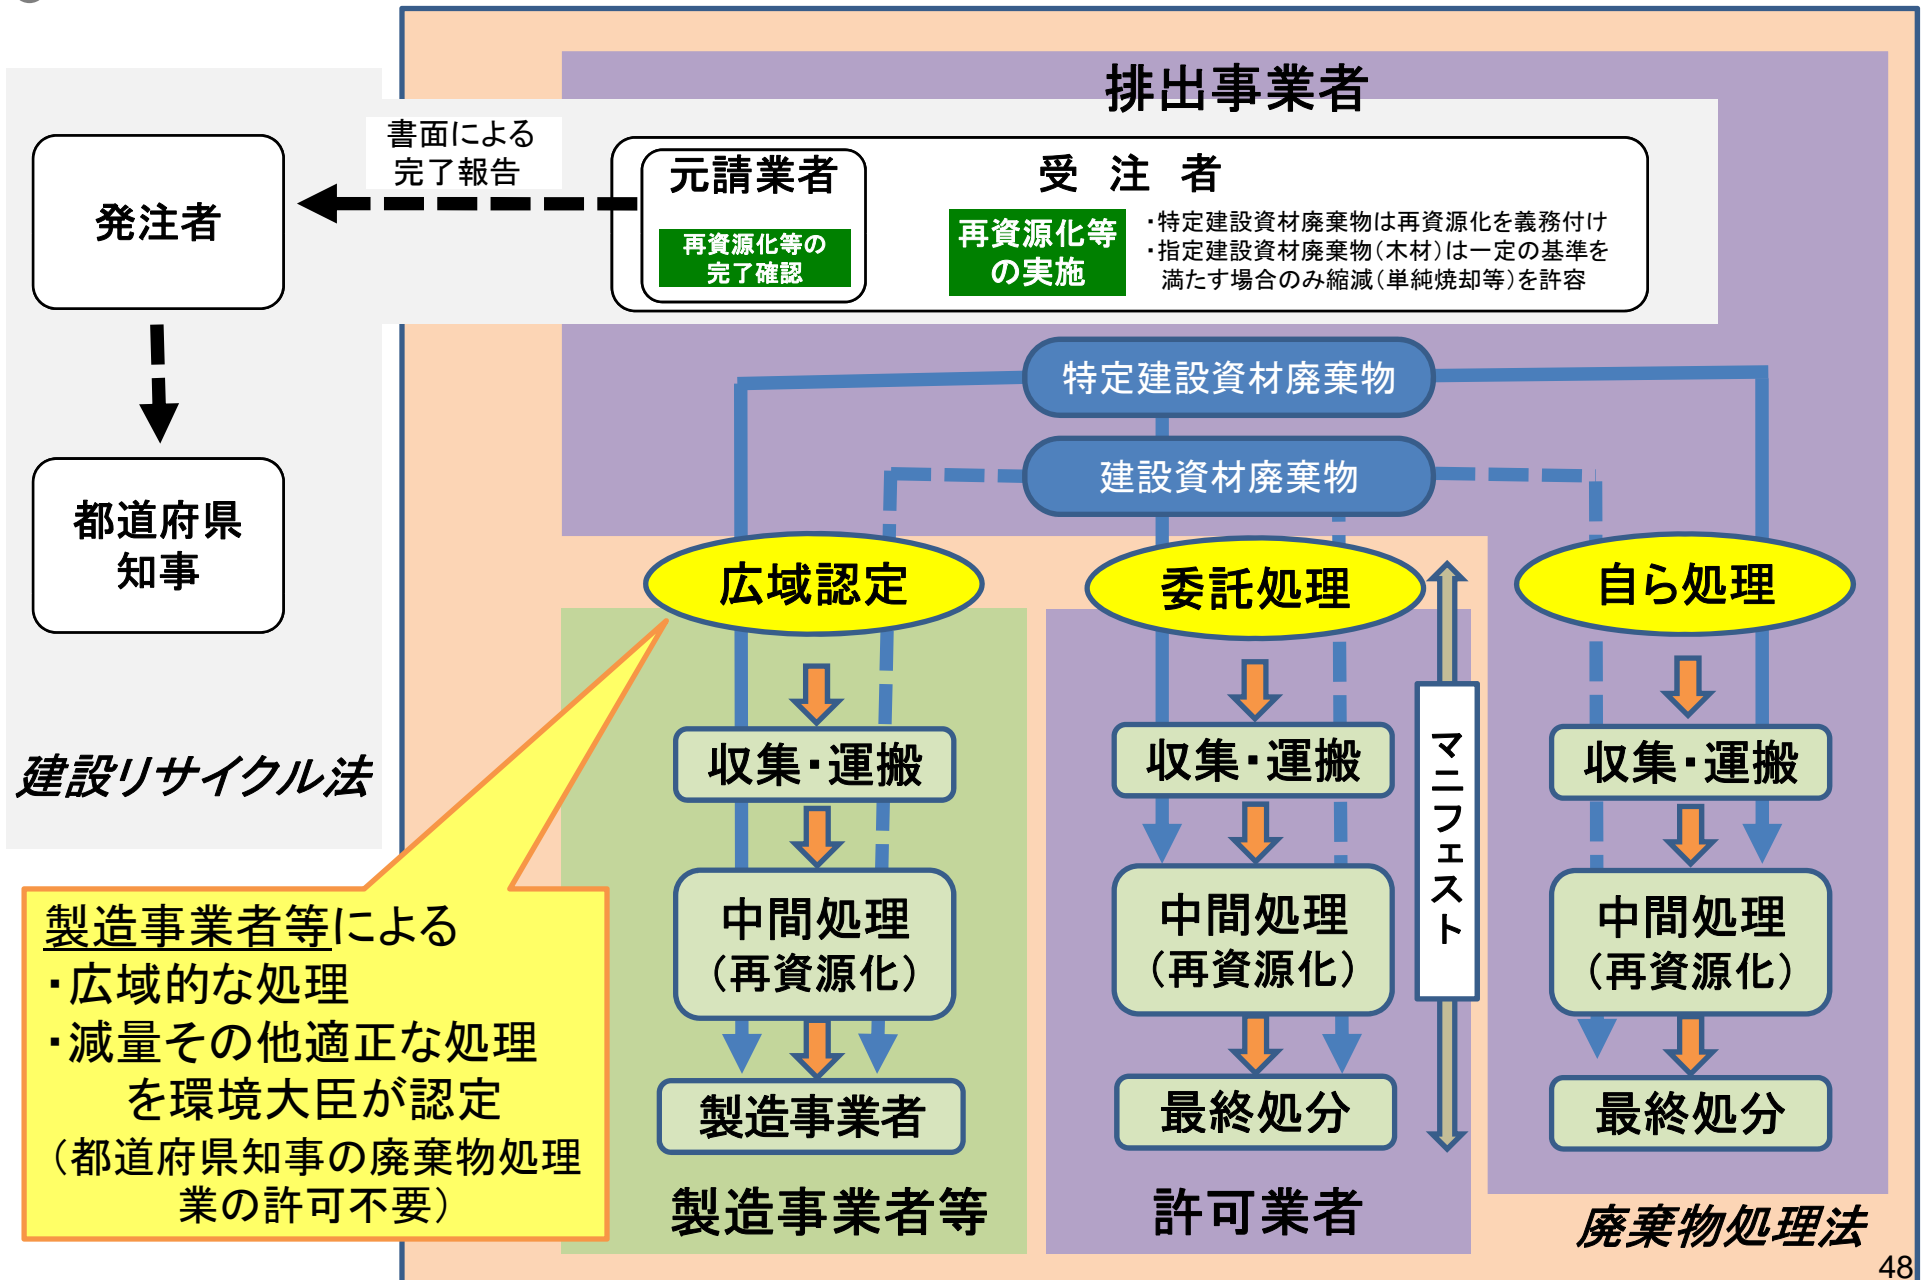 排出事業者
書面による
完了報告
元請業者
受 注 者
発注者
再資源化等の
完了確認
再資源化等
の実施
・特定建設資材廃棄物は再資源化を義務付け
・指定建設資材廃棄物（木材）は一定の基準を
満たす場合のみ縮減（単純焼却等）を許容
特定建設資材廃棄物
建設資材廃棄物
都道府県
知事
広域認定
委託処理
自ら処理
建設リサイクル法
収集・運搬
収集・運搬
収集・運搬
マニフェスト
中間処理
（再資源化）
中間処理
（再資源化）
中間処理
（再資源化）
製造事業者等による
・広域的な処理
・減量その他適正な処理
を環境大臣が認定
（都道府県知事の廃棄物処理
業の許可不要）
製造事業者
最終処分
最終処分
製造事業者等
許可業者
廃棄物処理法
48